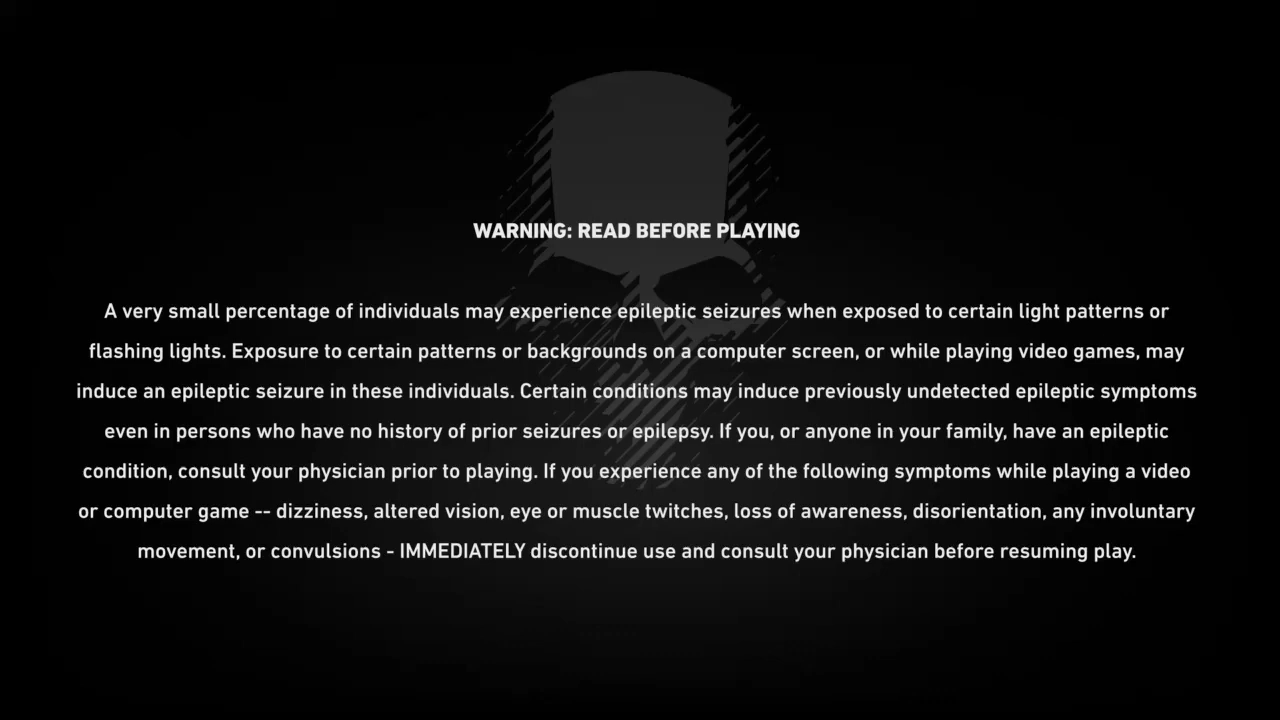 WARNING: READ BEFORE PLAYING
A very small percentage of individuals may experience epileptic seizures when exposed to certain light patterns or
flashing lights. Exposure to certain patterns or backgrounds on a computer screen, or while playing video games, may
induce an epileptic seizure in these individuals. Certain conditions may induce previously undetected epileptic symptoms
even in persons who have no history of prior seizures or epilepsy. If you, or anyone in your family, have an epileptic
condition, consult your physician prior to playing. If you experience any of the following symptoms while playing a video
or computer game -- dizziness, altered vision, eye or muscle twitches, loss of awareness, disorientation, any involuntary
movement, or convulsions - IMMEDIATELY discontinue use and consult your physician before resuming play.